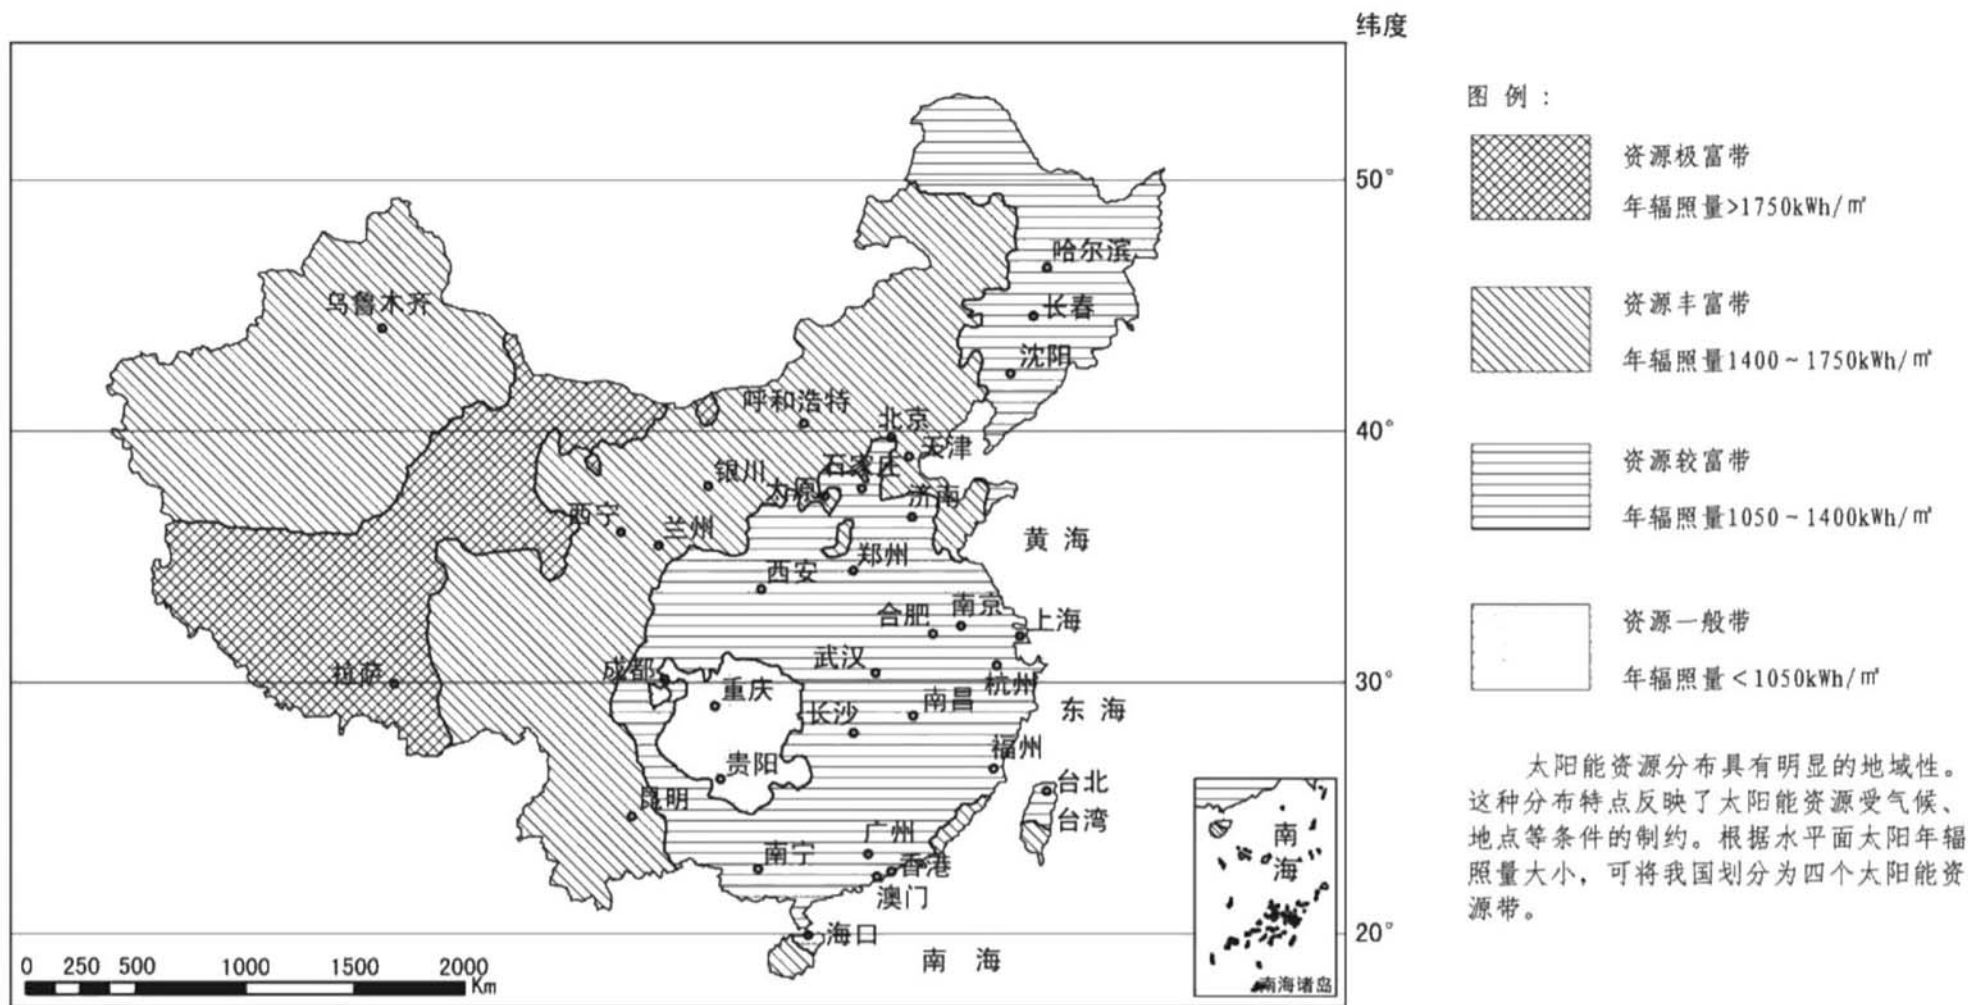 纬度
50°
40°
30°
20°
哈尔滨
长春
沈阳
乌鲁木齐
呼和浩特
北京
天津
石家庄
银川
太原
济南
西宁
兰州
郑州
西安
黄海
合肥
南京
上海
武汉
拉萨
成都
重庆
杭州
长沙
南昌
东海
福州
贵阳
台北
台湾
昆明
广州
南宁
香港
澳门
海口
南海
南海
南海诸岛
0 250 500 1000 1500 2000
Km
图例：
资源极富带
年辐照量>1750kWh/㎡
资源丰富带
年辐照量1400～1750kWh/㎡
资源较富带
年辐照量1050～1400kWh/㎡
资源一般带
年辐照量＜1050kWh/㎡
太阳能资源分布具有明显的地域性。
这种分布特点反映了太阳能资源受气候、
地点等条件的制约。根据水平面太阳年辐
照量大小，可将我国划分为四个太阳能资
源带。